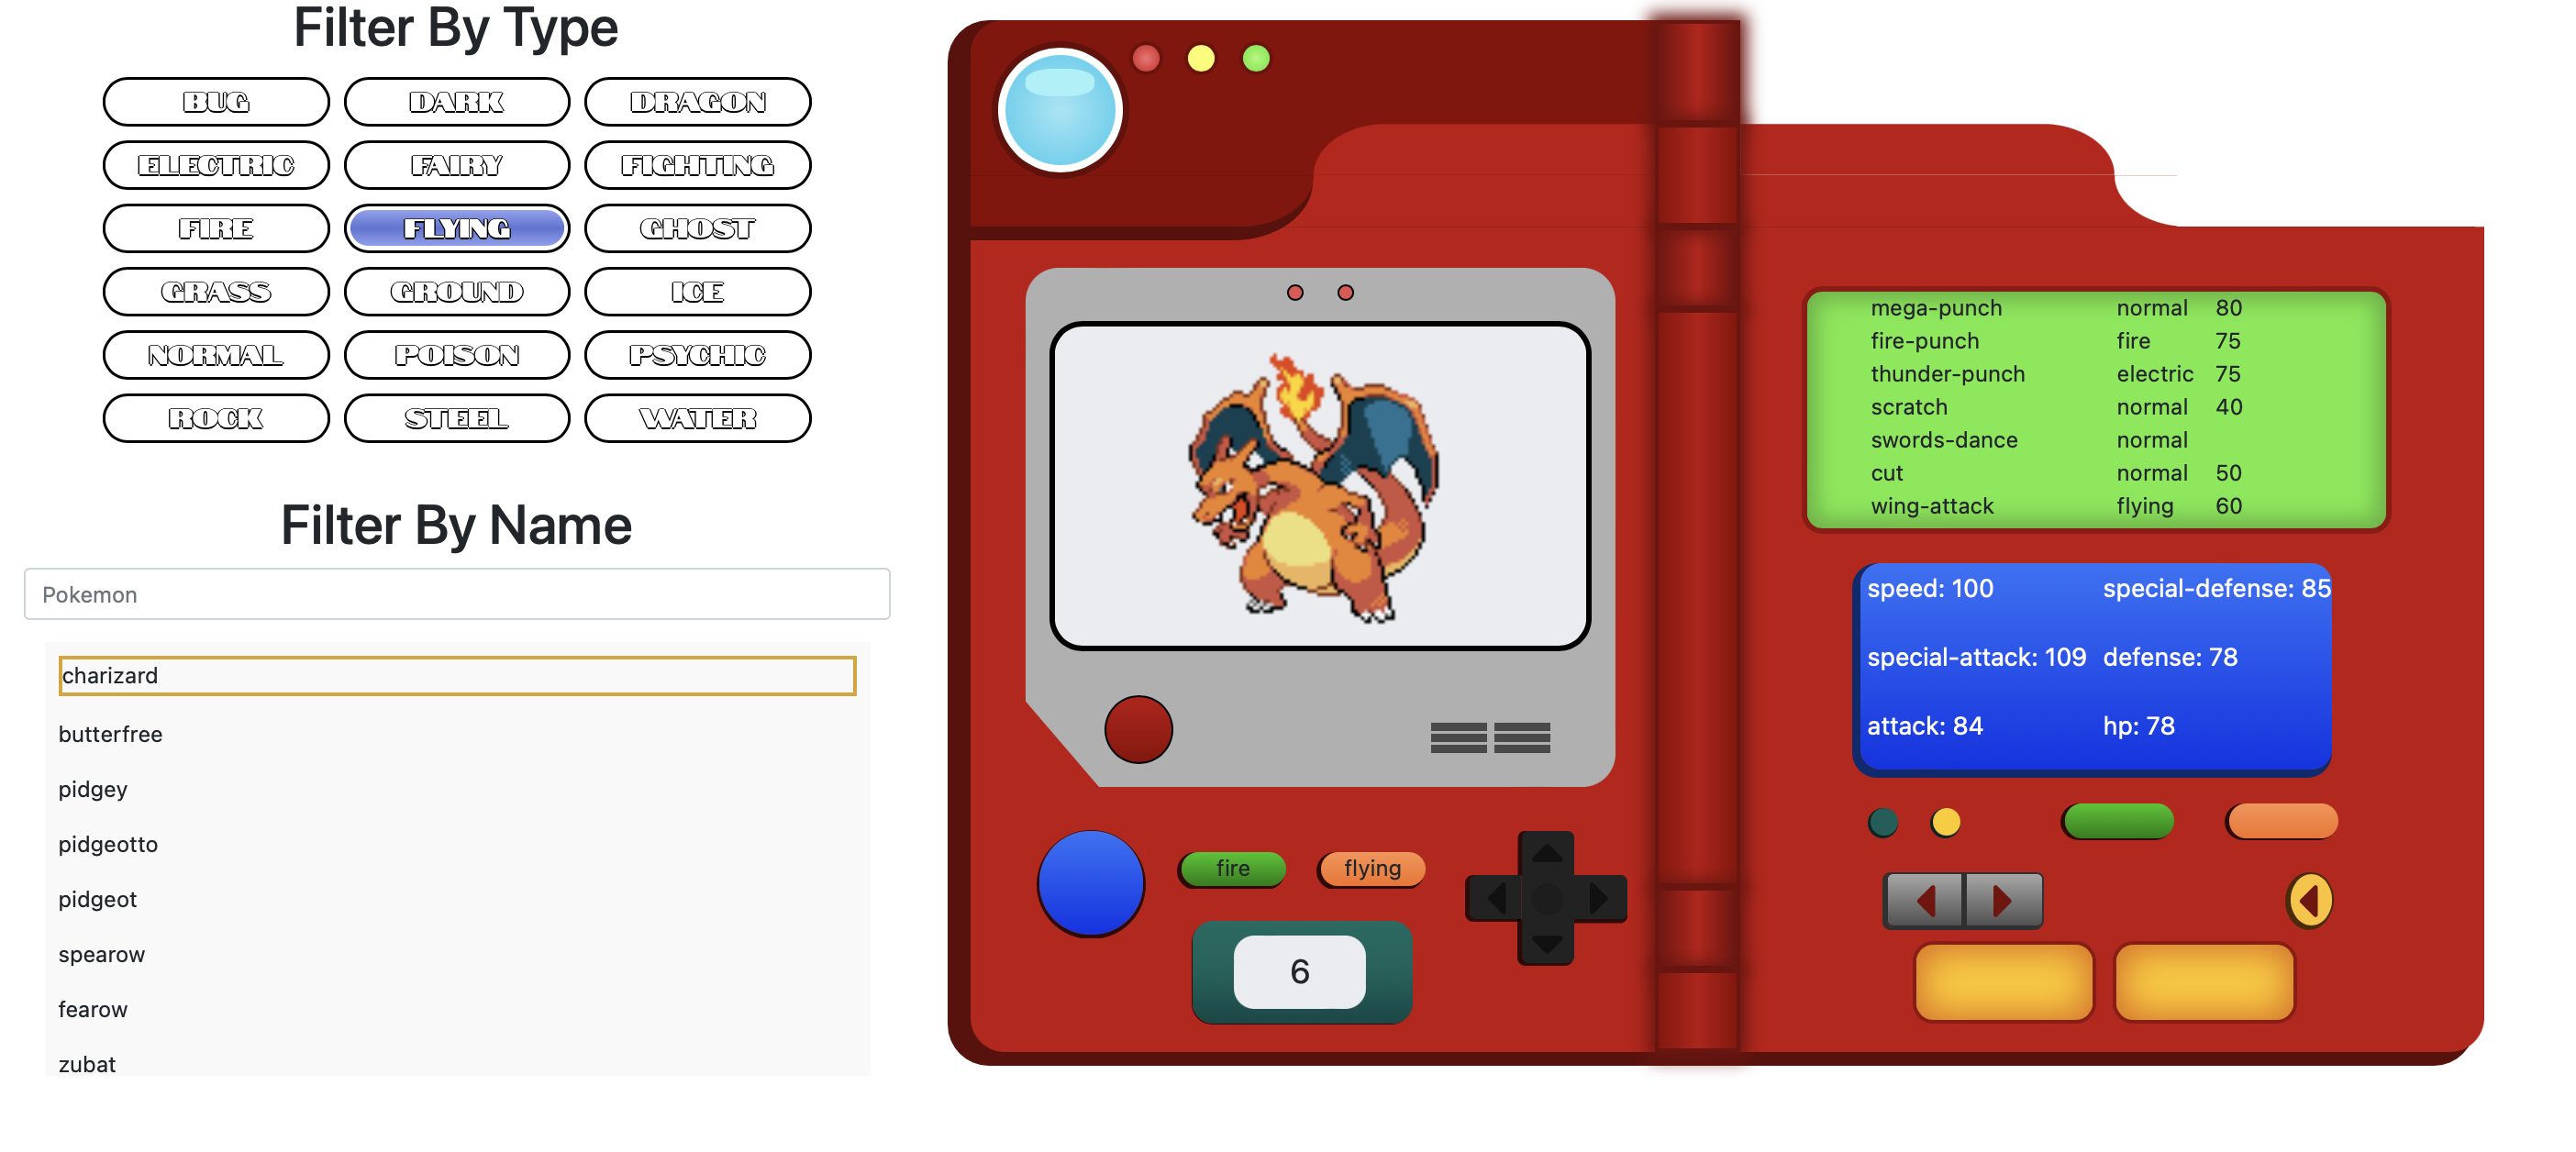 Filter By Type
BUG DARK DRAGON
ELECTRIC FAIRY FIGHTING
FIRE FLYING GHOST
GRASS GROUND ICE
NORMAL POISON PSYCHIC
ROCK STEEL WATER
Filter By Name
Pokemon
charizard
butterfree
pidgey
pidgeotto
pidgeot
spearow
fearow
zubat
fire flying
6
mega-punch normal 80
fire-punch fire 75
thunder-punch electric 75
scratch normal 40
swords-dance normal
cut normal 50
wing-attack flying 60
speed: 100 special-defense: 85
special-attack: 109 defense: 78
attack: 84 hp: 78